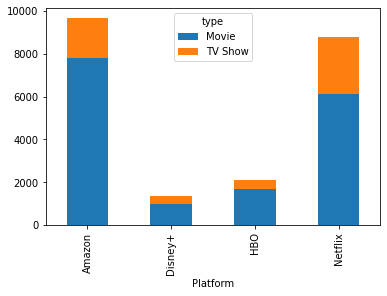 type
Movie
TV Show
10000
8000
6000
4000
2000
0
Amazon
Disney+
HBO
Netflix
Platform